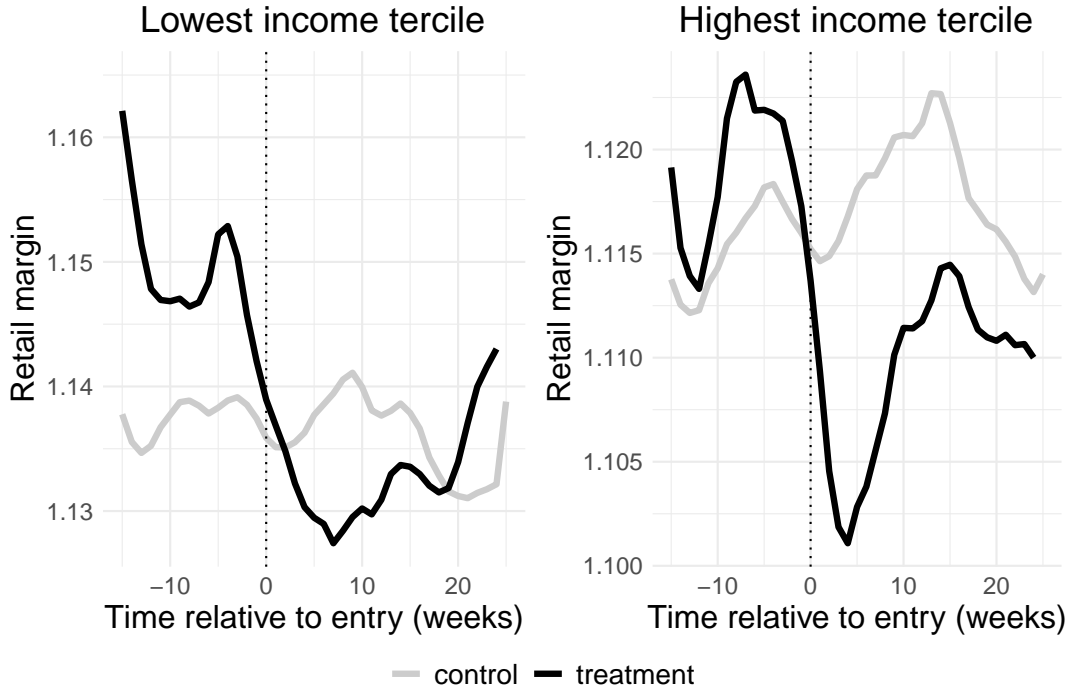 Lowest income tercile
Retail margin
1.16
1.15
1.14
1.13
−10 0 10 20
Time relative to entry (weeks)
Highest income tercile
Retail margin
1.120
1.115
1.110
1.105
1.100
−10 0 10 20
Time relative to entry (weeks)
control treatment